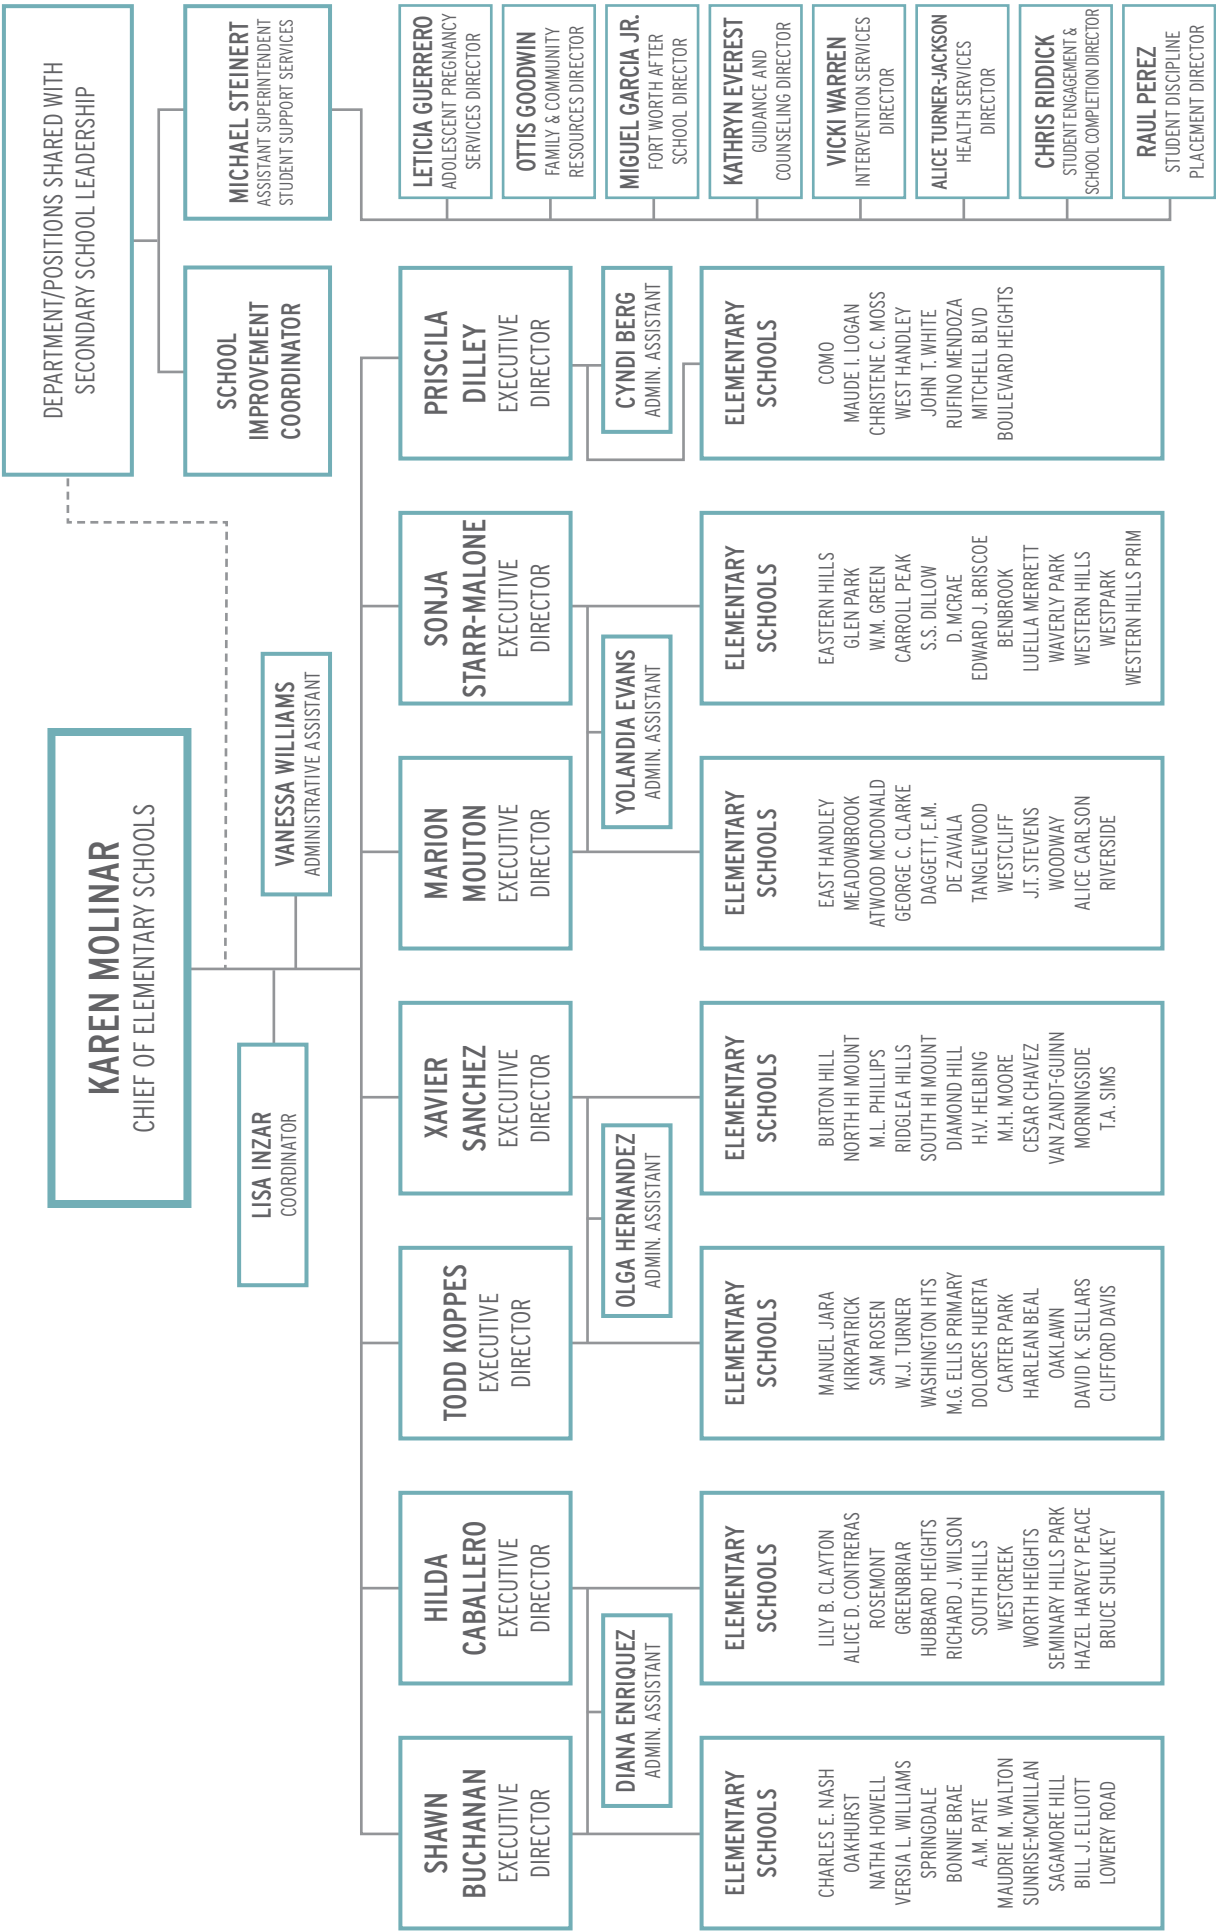 KAREN MOLINAR
CHIEF OF ELEMENTARY SCHOOLS
DEPARTMENT/POSITIONS SHARED WITH
SECONDARY SCHOOL LEADERSHIP
LISA INZAR
COORDINATOR
VANESSA WILLIAMS
ADMINISTRATIVE ASSISTANT
SCHOOL
IMPROVEMENT
COORDINATOR
MICHAEL STEINERT
ASSISTANT SUPERINTENDENT
STUDENT SUPPORT SERVICES
SHAWN
BUCHANAN
EXECUTIVE
DIRECTOR
HILDA
CABALLERO
EXECUTIVE
DIRECTOR
TODD KOPPES
EXECUTIVE
DIRECTOR
XAVIER
SANCHEZ
EXECUTIVE
DIRECTOR
MARION
MOUTON
EXECUTIVE
DIRECTOR
SONJA
STARR-MALONE
EXECUTIVE
DIRECTOR
PRISCILA
DILLEY
EXECUTIVE
DIRECTOR
DIANA ENRIQUEZ
ADMIN. ASSISTANT
OLGA HERNANDEZ
ADMIN. ASSISTANT
YOLANDIA EVANS
ADMIN. ASSISTANT
CYNDI BERG
ADMIN. ASSISTANT
ELEMENTARY
SCHOOLS
CHARLES E. NASH
OAKHURST
NATHA HOWELL
VERSIA L. WILLIAMS
SPRINGDALE
BONNIE BRAE
A.M. PATE
MAUDRIE M. WALTON
SUNRISE-MCMILLAN
SAGAMORE HILL
BILL J. ELLIOTT
LOWERY ROAD
ELEMENTARY
SCHOOLS
LILY B. CLAYTON
ALICE D. CONTRERAS
ROSEMONT
GREENBRIAR
HUBBARD HEIGHTS
RICHARD J. WILSON
SOUTH HILLS
WESTCREEK
WORTH HEIGHTS
SEMINARY HILLS PARK
HAZEL HARVEY PEACE
BRUCE SHULKEY
ELEMENTARY
SCHOOLS
MANUEL JARA
KIRKPATRICK
SAM ROSEN
W.J. TURNER
WASHINGTON HTS
M.G. ELLIS PRIMARY
DOLORES HUERTA
CARTER PARK
HARLEAN BEAL
OAKLAWN
DAVID K. SELLARS
CLIFFORD DAVIS
ELEMENTARY
SCHOOLS
BURTON HILL
NORTH HI MOUNT
M.L. PHILLIPS
RIDGLEA HILLS
SOUTH HI MOUNT
DIAMOND HILL
H.V. HELBING
M.H. MOORE
CESAR CHAVEZ
VAN ZANDT-GUINN
MORNINGSIDE
T.A. SIMS
ELEMENTARY
SCHOOLS
EAST HANDLEY
MEADOWBROOK
ATWOOD MCDONALD
GEORGE C. CLARKE
DAGGETT, E.M.
DE ZAVALA
TANGLEWOOD
WESTCLIFF
J.T. STEVENS
WOODWAY
ALICE CARLSON
RIVERSIDE
ELEMENTARY
SCHOOLS
EASTERN HILLS
GLEN PARK
W.M. GREEN
CARROLL PEAK
S.S. DILLOW
D. MCRAE
EDWARD J. BRISCOE
BENBROOK
LUELLA MERRETT
WAVERLY PARK
WESTERN HILLS
WESTPARK
WESTERN HILLS PRIM
ELEMENTARY
SCHOOLS
COMO
MAUDE I. LOGAN
CHRISTENE C. MOSS
WEST HANDLEY
JOHN T. WHITE
RUFINO MENDOZA
MITCHELL BLVD
BOULEVARD HEIGHTS
LETICIA GUERRERO
ADOLESCENT PREGNANCY
SERVICES DIRECTOR
OTTIS GOODWIN
FAMILY & COMMUNITY
RESOURCES DIRECTOR
MIGUEL GARCIA JR.
FORT WORTH AFTER
SCHOOL DIRECTOR
KATHRYN EVEREST
GUIDANCE AND
COUNSELING DIRECTOR
VICKI WARREN
INTERVENTION SERVICES
DIRECTOR
ALICE TURNER-JACKSON
HEALTH SERVICES
DIRECTOR
CHRIS RIDDICK
STUDENT ENGAGEMENT &
SCHOOL COMPLETION DIRECTOR
RAUL PEREZ
STUDENT DISCIPLINE
PLACEMENT DIRECTOR